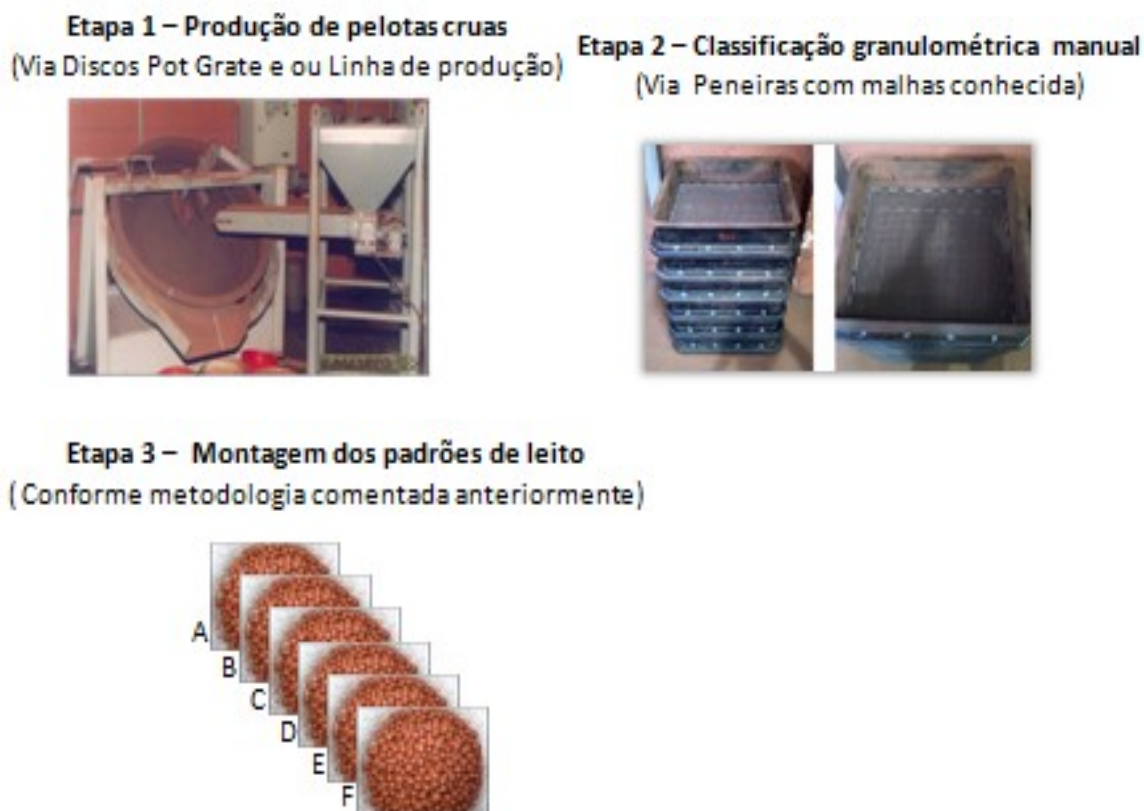 Etapa 1 – Produção de pelotas cruas
(Via Discos Pot Grate e ou Linha de produção)
Etapa 2 – Classificação granulométrica manual
(Via Peneiras com malhas conhecida)
Etapa 3 – Montagem dos padrões de leito
( Conforme metodologia comentada anteriormente)
A
B
C
D
E
F